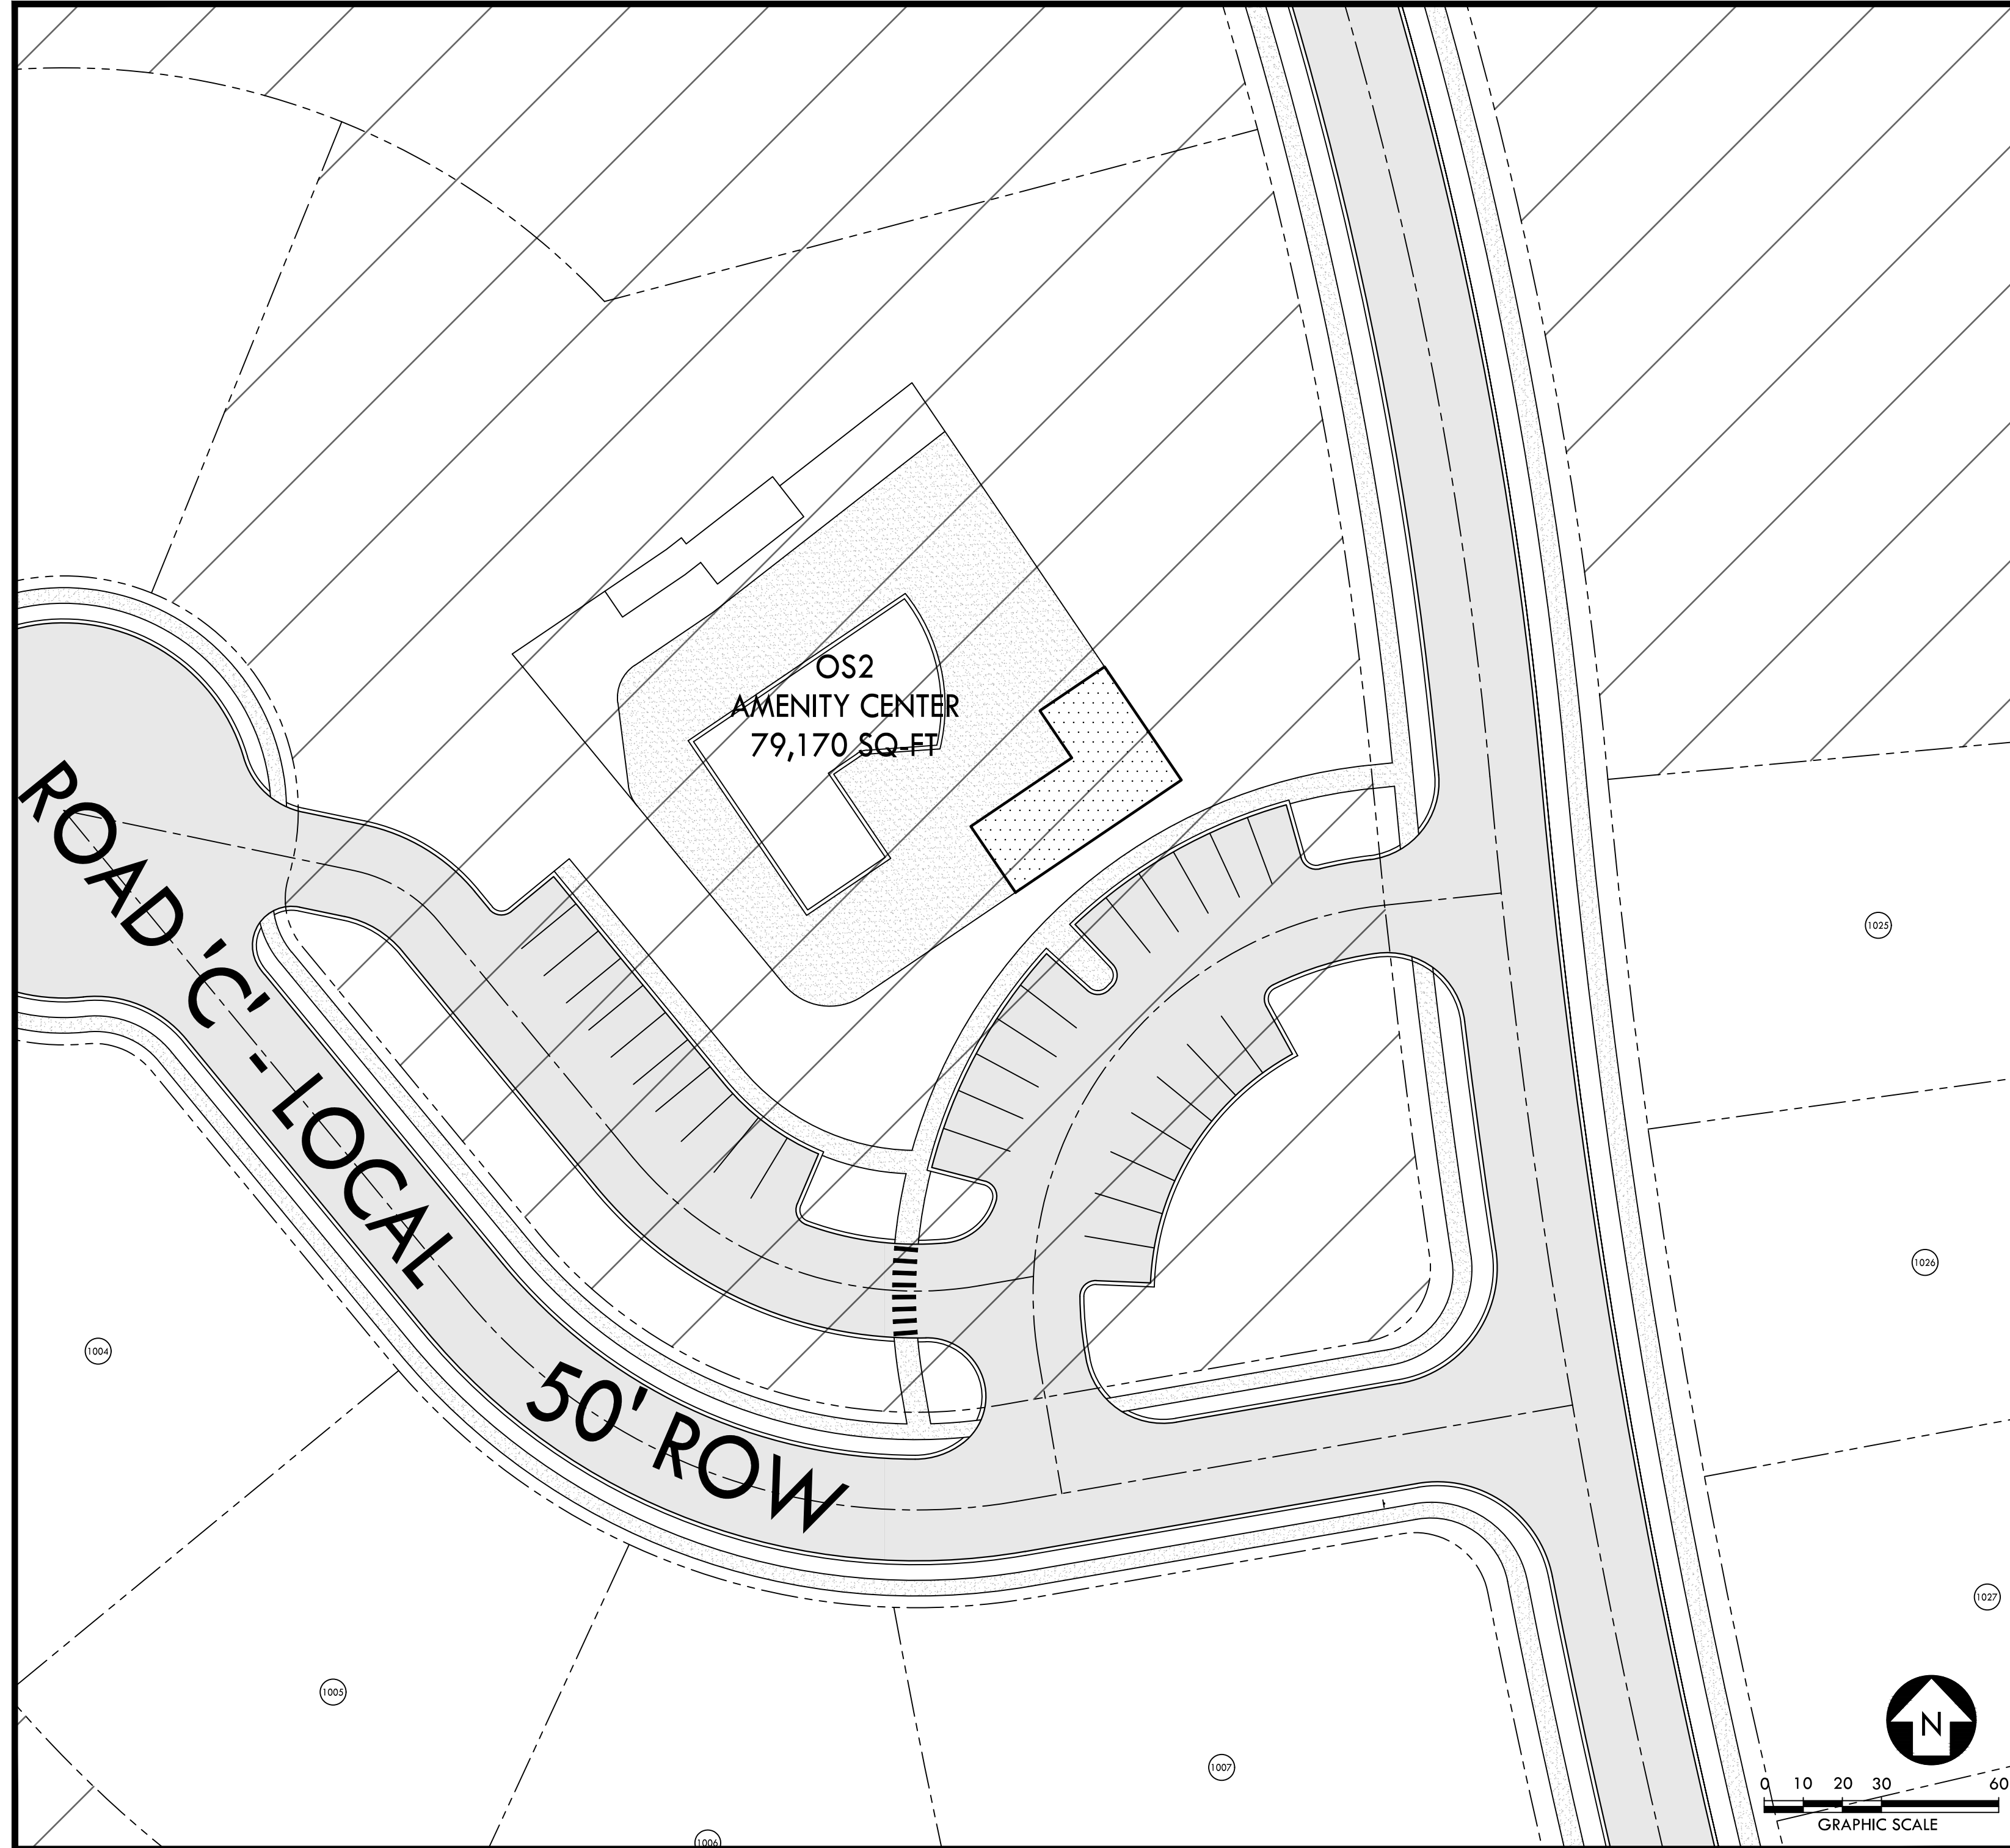 OS2
AMENITY CENTER
79,170 SQ-FT
ROAD 'C' - LOCAL
50' ROW
1025
1026
1004
1027
1005
1007
1006
N
0 10 20 30 60
GRAPHIC SCALE